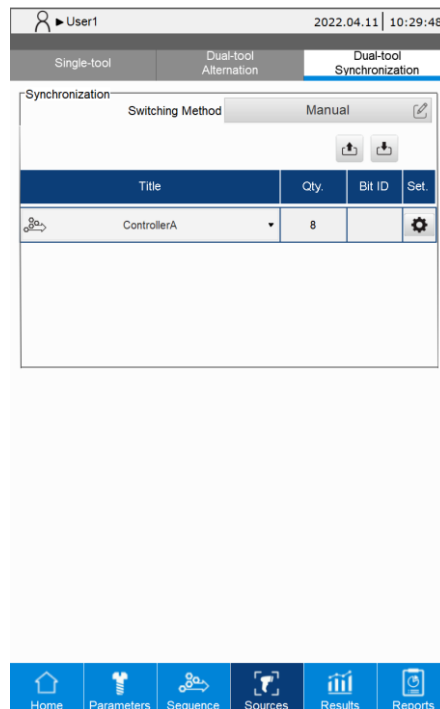 ▶ User1 2022.04.11 10:29:48
Single-tool
Dual-tool
Alternation
Dual-tool
Synchronization
Synchronization
Switching Method Manual
Title Qty. Bit ID Set.
ControllerA 8
Home Parameters Sequence Sources Results Reports